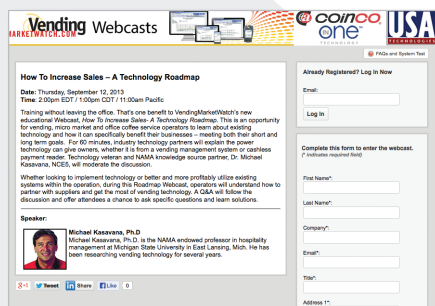 Vending Webcasts
MARKETWATCH.COM
COINCO
ONE
TECHNOLOGY
USA
TECHNOLOGIES
FAQs and System Test
How To Increase Sales – A Technology Roadmap
Date: Thursday, September 12, 2013
Time: 2:00pm EDT / 1:00pm CDT / 11:00am Pacific
Training without leaving the office. That's one benefit to VendingMarketWatch's new
educational Webcast, How To Increase Sales- A Technology Roadmap. This is an opportunity
for vending, micro market and office coffee service operators to learn about existing
technology and how it can specifically benefit their businesses – meeting both their short and
long term goals. For 60 minutes, industry technology partners will explain the power
technology can give owners, whether it is from a vending management system or cashless
payment reader. Technology veteran and NAMA knowledge source partner, Dr. Michael
Kasavana, NCE5, will moderate the discussion.
Whether looking to implement technology or better and more profitably utilize existing
systems within the operation, during this Roadmap Webcast, operators will understand how to
partner with suppliers and get the most of vending technology. A Q&A will follow the
discussion and offer attendees a chance to ask specific questions and learn solutions.
Speaker:
Michael Kasavana, Ph.D
Michael Kasavana, Ph.D. is the NAMA endowed professor in hospitality
management at Michigan State University in East Lansing, Mich. He has
been researching vending technology for several years.
+1 Tweet in Share Like 0
Already Registered? Log In Now
Email:
Log In
Complete this form to enter the webcast.
(* indicates required field)
First Name*:
Last Name*:
Company*:
Email*:
Title*:
Address 1*: